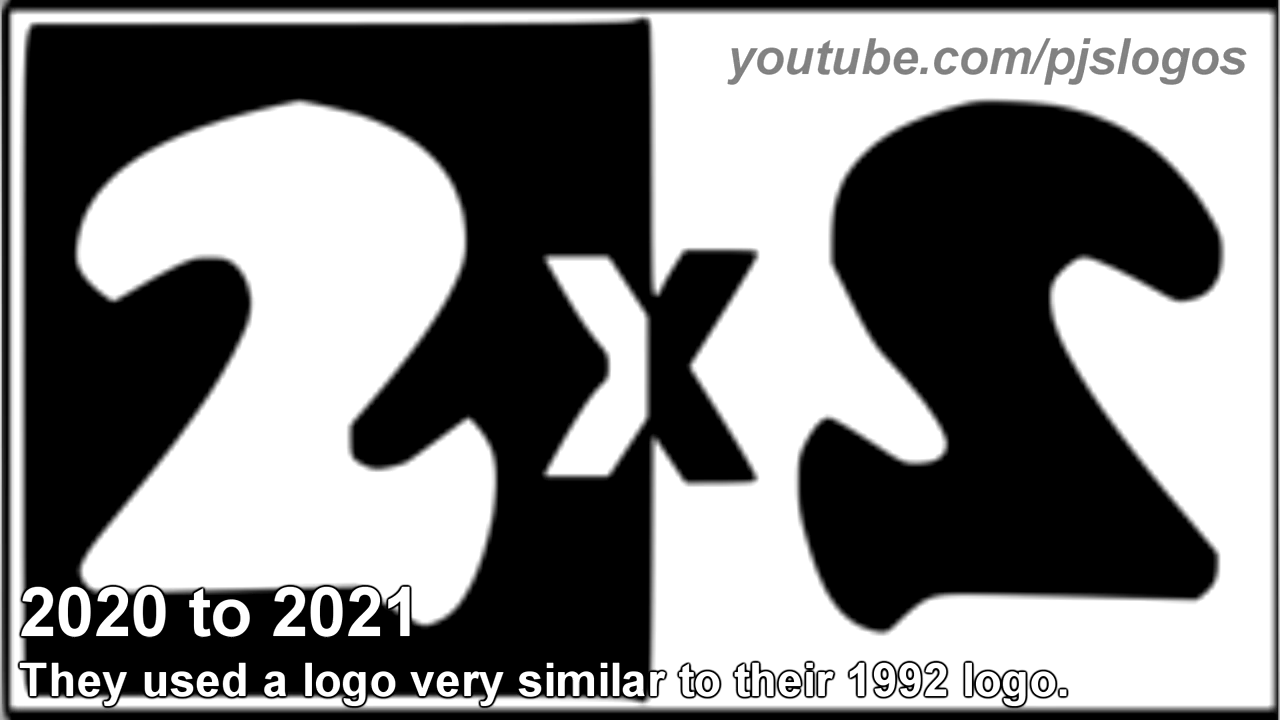 youtube.com/pjslogos
2x2
2020 to 2021
They used a logo very similar to their 1992 logo.